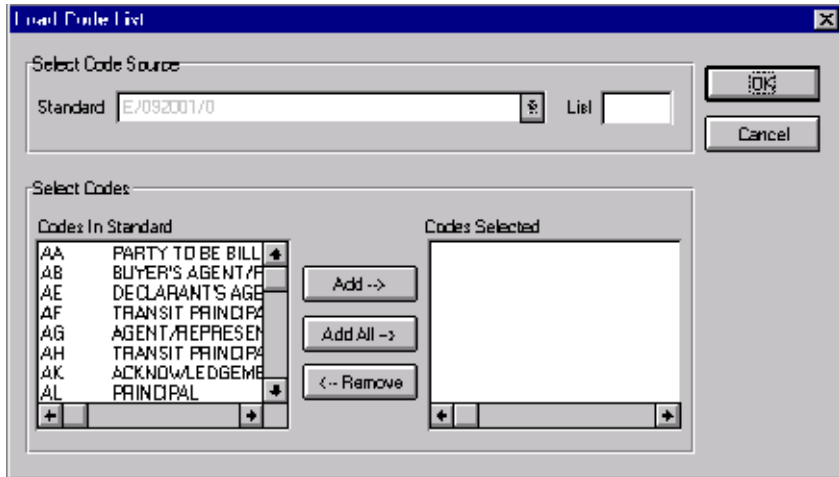 Load Code List
Select Code Source
OK
Standard
List
Cancel
Select Codes
Codes In Standard
Codes Selected
AA PARTY TO BE BILL
AB BUYER'S AGENT/R
AE DECLARANT'S AGE
AF TRANSIT PRINCIPA
AG AGENT/REPRESEN
AH TRANSIT PRINCIPA
AK ACKNOWLEDGEME
AL PRINCIPAL
Add -->
Add All -->
<-- Remove